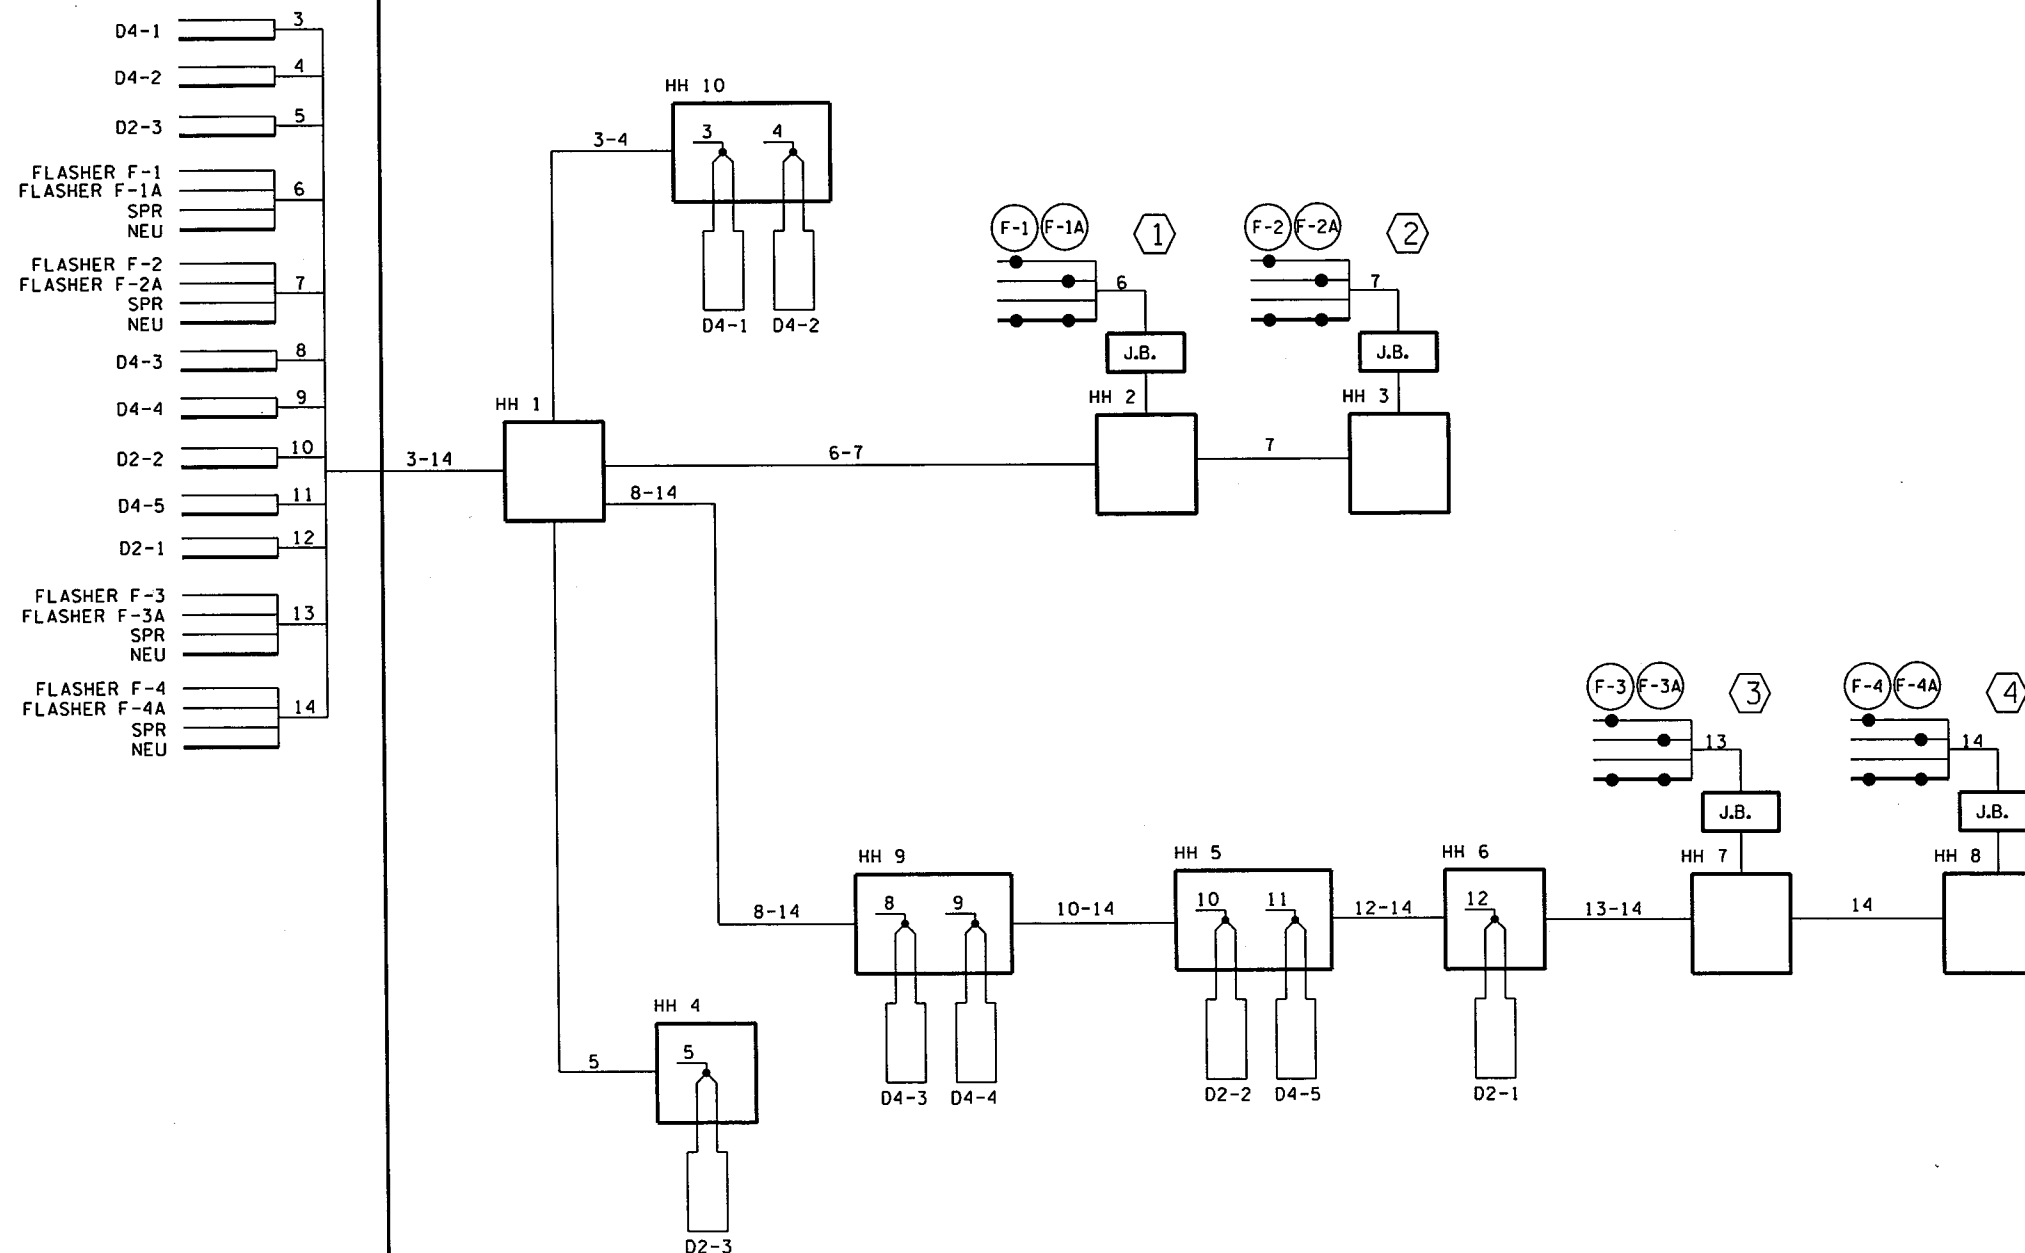 D4-1 3
D4-2 4
D2-3 5
FLASHER F-1
FLASHER F-1A 6
SPR
NEU
FLASHER F-2
FLASHER F-2A 7
SPR
NEU
D4-3 8
D4-4 9
D2-2 10
D4-5 11
D2-1 12
FLASHER F-3
FLASHER F-3A 13
SPR
NEU
FLASHER F-4
FLASHER F-4A 14
SPR
NEU
3-14
HH 1
3-4
HH 10
3 4
D4-1 D4-2
6-7
8-14
F-1 F-1A 1
6
J.B.
HH 2
7
F-2 F-2A 2
7
J.B.
HH 3
5
HH 4
5
D2-3
8-14
HH 9
8 9
D4-3 D4-4
10-14
HH 5
10 11
D2-2 D4-5
12-14
HH 6
12
D2-1
13-14
F-3 F-3A 3
13
J.B.
HH 7
14
F-4 F-4A 4
14
J.B.
HH 8